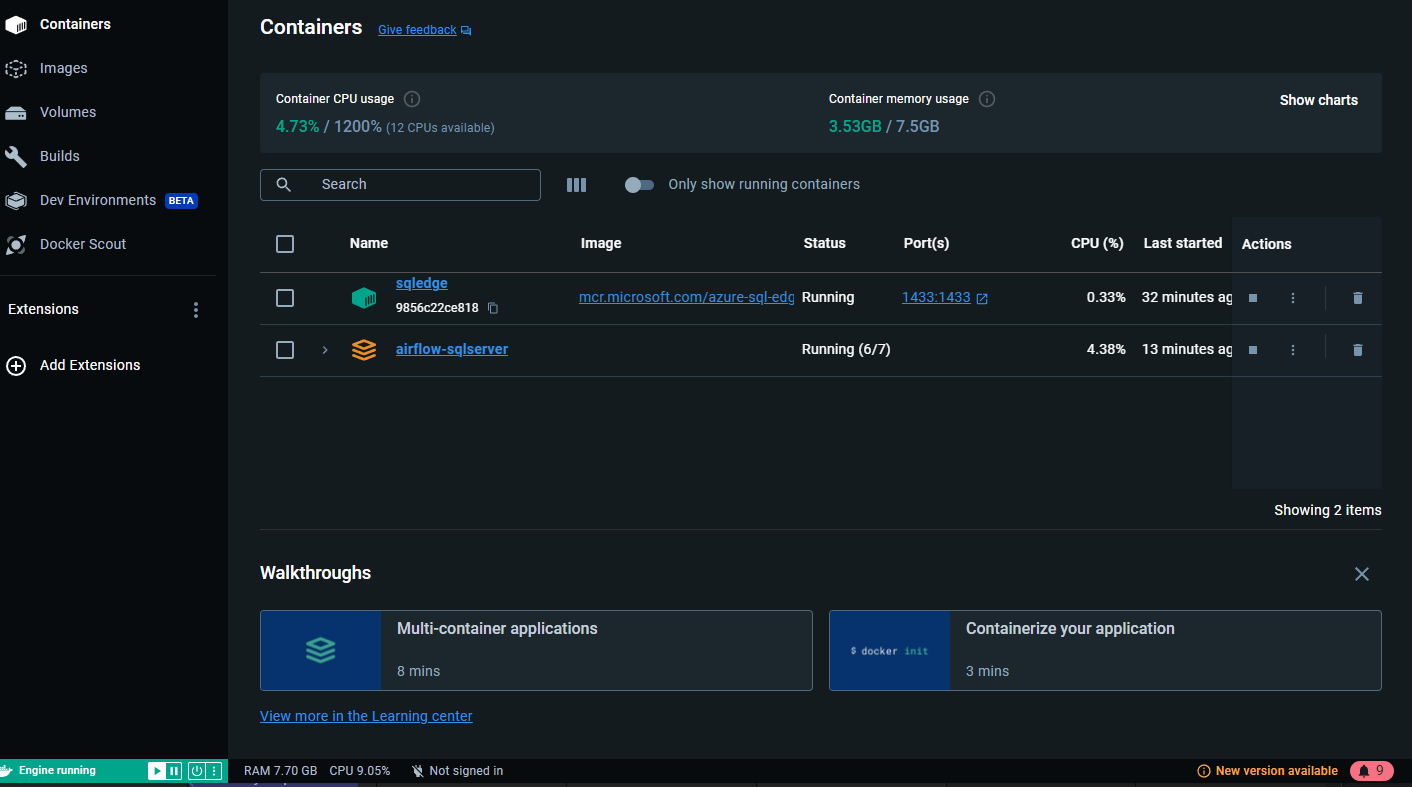 Containers
Images
Volumes
Builds
Dev Environments BETA
Docker Scout
Extensions
Add Extensions
Containers Give feedback
Container CPU usage
4.73% / 1200% (12 CPUs available)
Container memory usage
3.53GB / 7.5GB
Show charts
Search
Only show running containers
Name Image Status Port(s) CPU (%) Last started Actions
sqledge
9856c22ce818
mcr.microsoft.com/azure-sql-edg Running 1433:1433 0.33% 32 minutes ag
airflow-sqlserver Running (6/7) 4.38% 13 minutes ag
Showing 2 items
Walkthroughs
Multi-container applications
8 mins
$ docker init
Containerize your application
3 mins
View more in the Learning center
Engine running
RAM 7.70 GB CPU 9.05% Not signed in
New version available 9